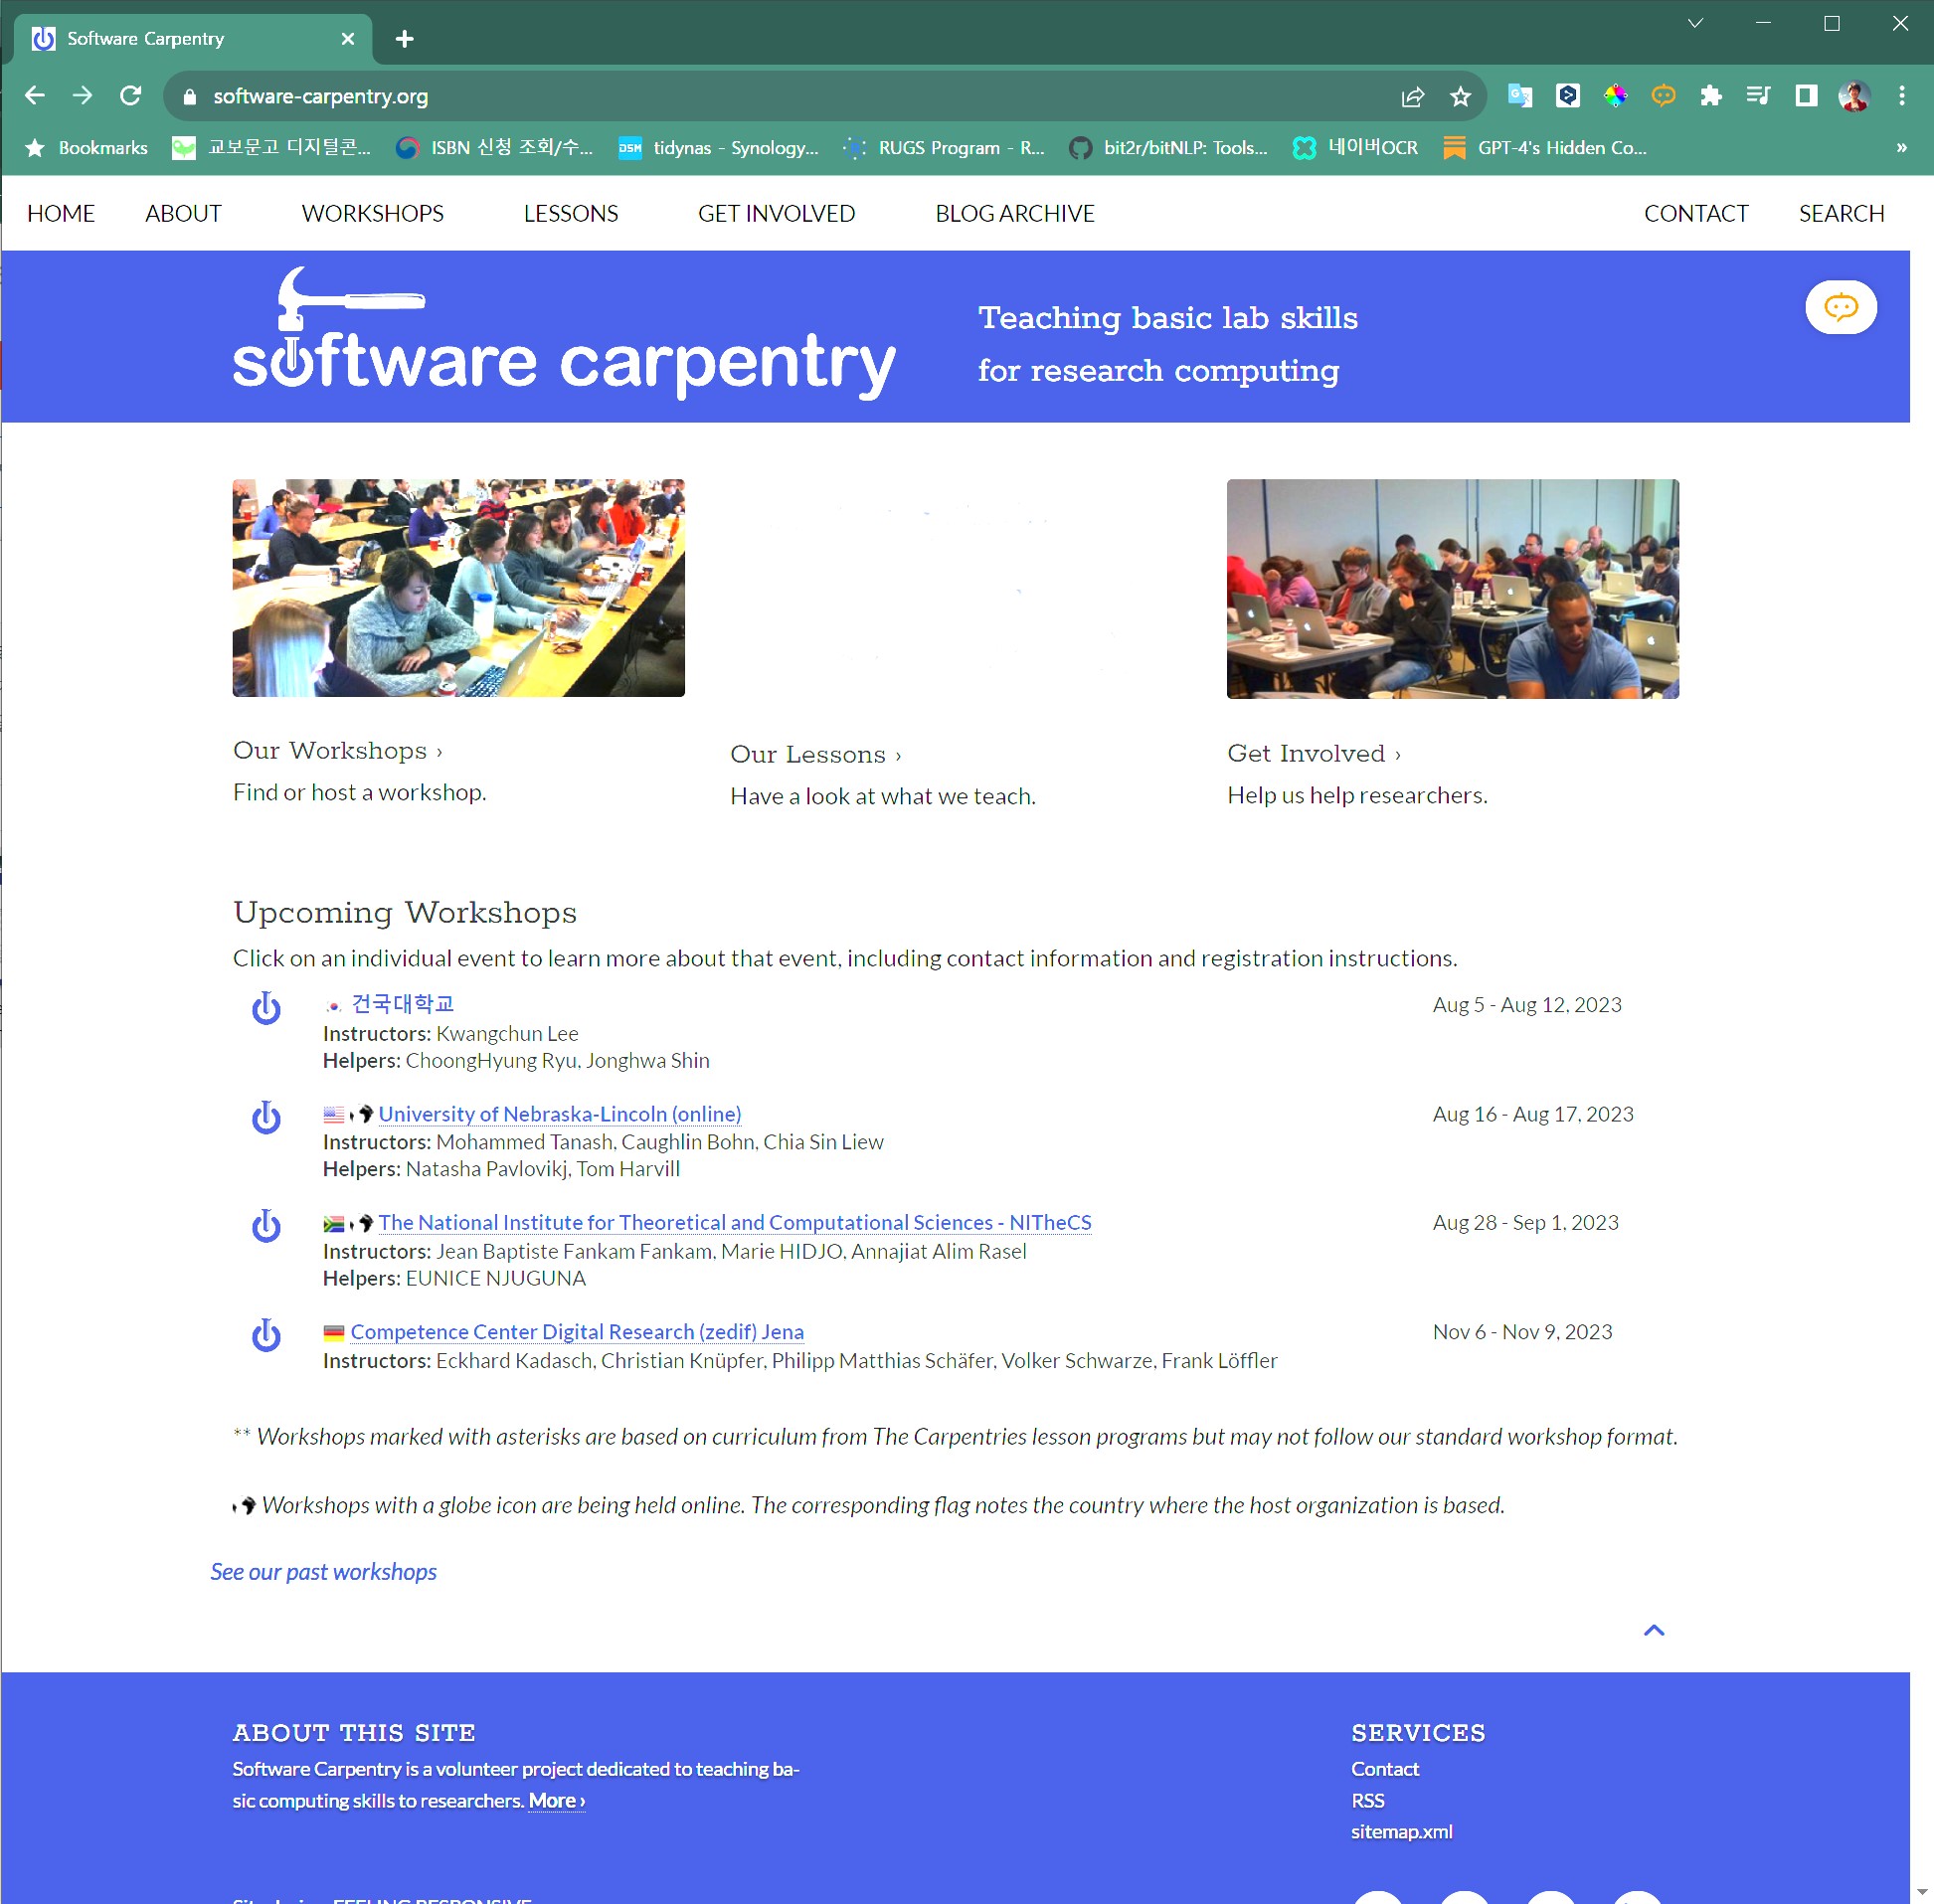 Software Carpentry
software-carpentry.org
Bookmarks 교보문고 디지털콘... ISBN 신청 조회/수... DSM tidynas - Synology... RUGS Program - R... bit2r/bitNLP: Tools... 네이버OCR GPT-4's Hidden Co... »
HOME ABOUT WORKSHOPS LESSONS GET INVOLVED BLOG ARCHIVE CONTACT SEARCH
software carpentry
Teaching basic lab skills
for research computing
Our Workshops ›
Find or host a workshop.
Our Lessons ›
Have a look at what we teach.
Get Involved ›
Help us help researchers.
Upcoming Workshops
Click on an individual event to learn more about that event, including contact information and registration instructions.
건국대학교 Aug 5 - Aug 12, 2023
Instructors: Kwangchun Lee
Helpers: ChoongHyung Ryu, Jonghwa Shin
University of Nebraska-Lincoln (online) Aug 16 - Aug 17, 2023
Instructors: Mohammed Tanash, Caughlin Bohn, Chia Sin Liew
Helpers: Natasha Pavlovikj, Tom Harvill
The National Institute for Theoretical and Computational Sciences - NITheCS Aug 28 - Sep 1, 2023
Instructors: Jean Baptiste Fankam Fankam, Marie HIDJO, Annajiat Alim Rasel
Helpers: EUNICE NJUGUNA
Competence Center Digital Research (zedif) Jena Nov 6 - Nov 9, 2023
Instructors: Eckhard Kadasch, Christian Knüpfer, Philipp Matthias Schäfer, Volker Schwarze, Frank Löffler
** Workshops marked with asterisks are based on curriculum from The Carpentries lesson programs but may not follow our standard workshop format.
Workshops with a globe icon are being held online. The corresponding flag notes the country where the host organization is based.
See our past workshops
ABOUT THIS SITE
Software Carpentry is a volunteer project dedicated to teaching ba-
sic computing skills to researchers. More ›
SERVICES
Contact
RSS
sitemap.xml